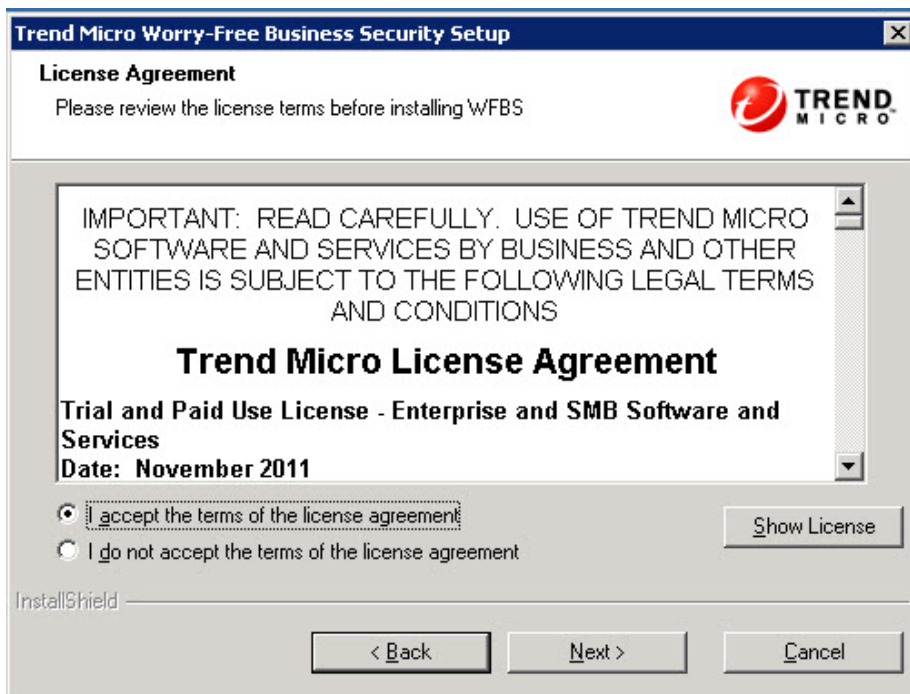 Trend Micro Worry-Free Business Security Setup
License Agreement
Please review the license terms before installing WFBS
TREND
MICRO
IMPORTANT: READ CAREFULLY. USE OF TREND MICRO
SOFTWARE AND SERVICES BY BUSINESS AND OTHER
ENTITIES IS SUBJECT TO THE FOLLOWING LEGAL TERMS
AND CONDITIONS
Trend Micro License Agreement
Trial and Paid Use License - Enterprise and SMB Software and
Services
Date: November 2011
I accept the terms of the license agreement
I do not accept the terms of the license agreement
Show License
InstallShield
< Back
Next >
Cancel